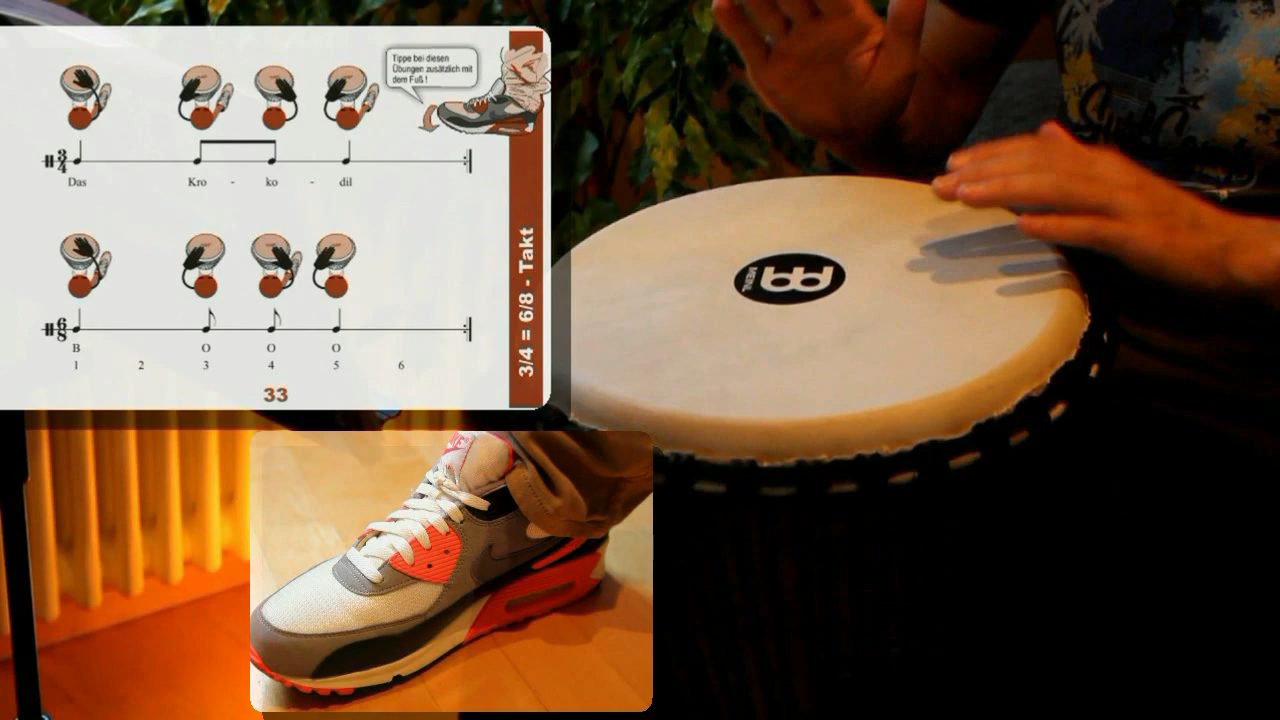 Tippe bei diesen
Übungen zusätzlich mit
dem Fuß !
3
4
Das Kro - ko - dil
6
8
B O O O
1 2 3 4 5 6
33
3/4 = 6/8 - Takt
MEINL